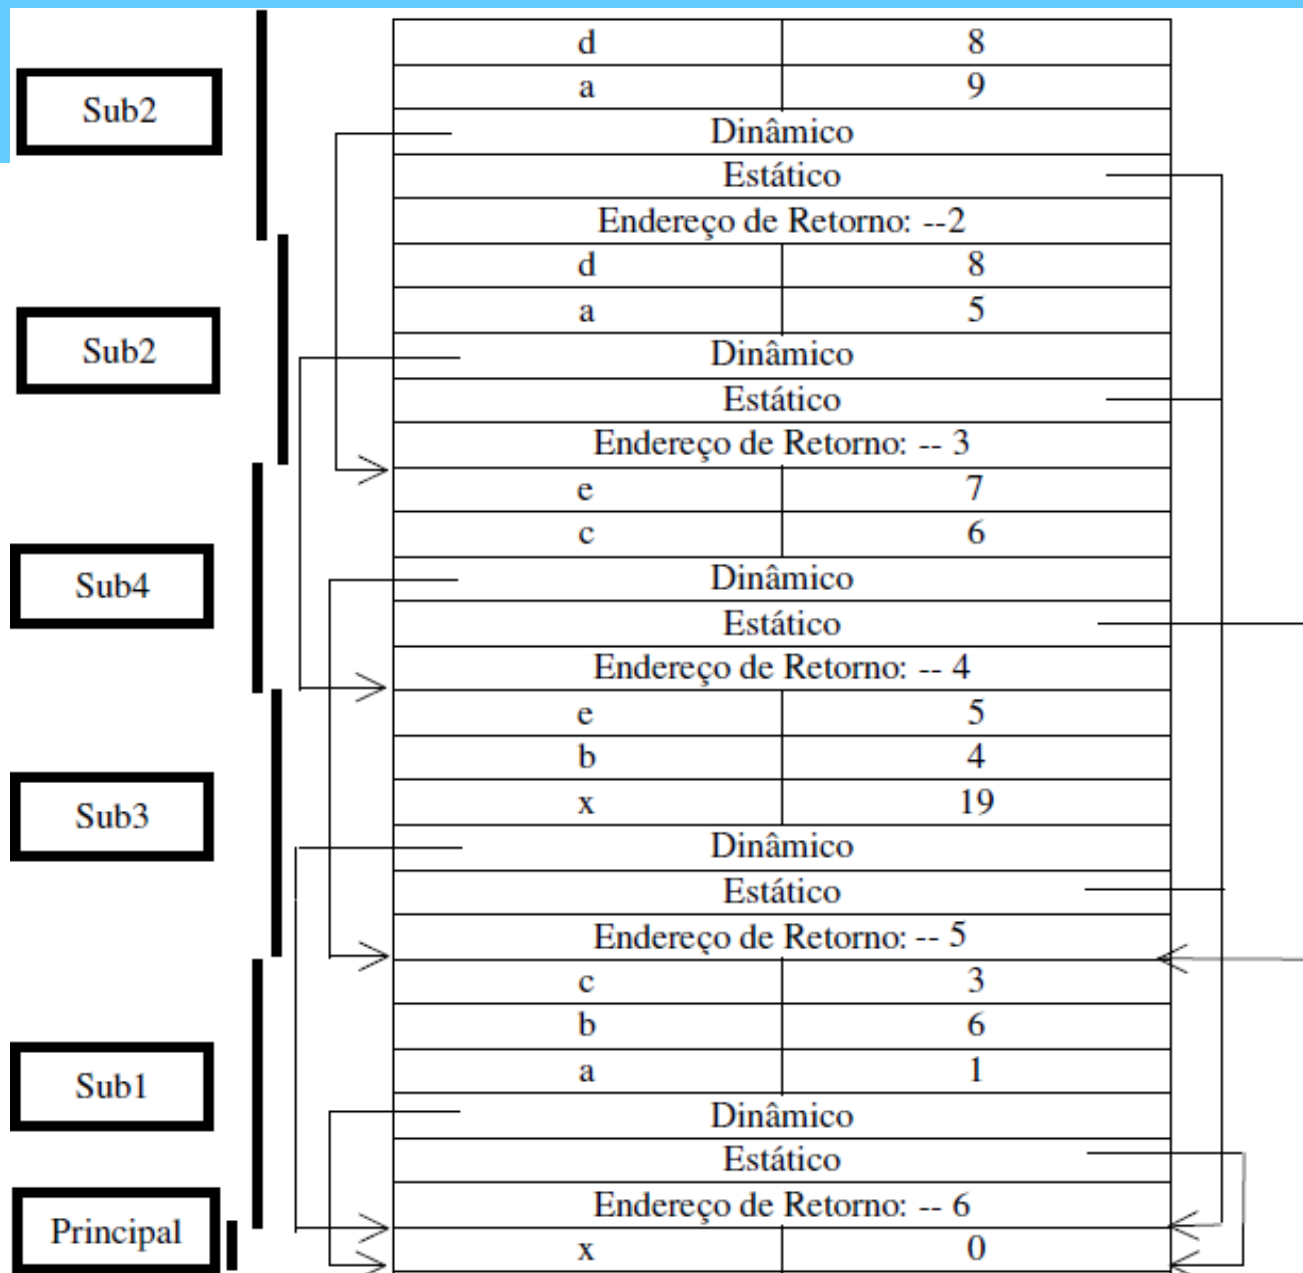 d 8
a 9
Sub2
Dinâmico
Estático
Endereço de Retorno: --2
d 8
a 5
Sub2
Dinâmico
Estático
Endereço de Retorno: -- 3
e 7
c 6
Sub4
Dinâmico
Estático
Endereço de Retorno: -- 4
e 5
b 4
x 19
Sub3
Dinâmico
Estático
Endereço de Retorno: -- 5
c 3
b 6
a 1
Sub1
Dinâmico
Estático
Endereço de Retorno: -- 6
Principal
x 0